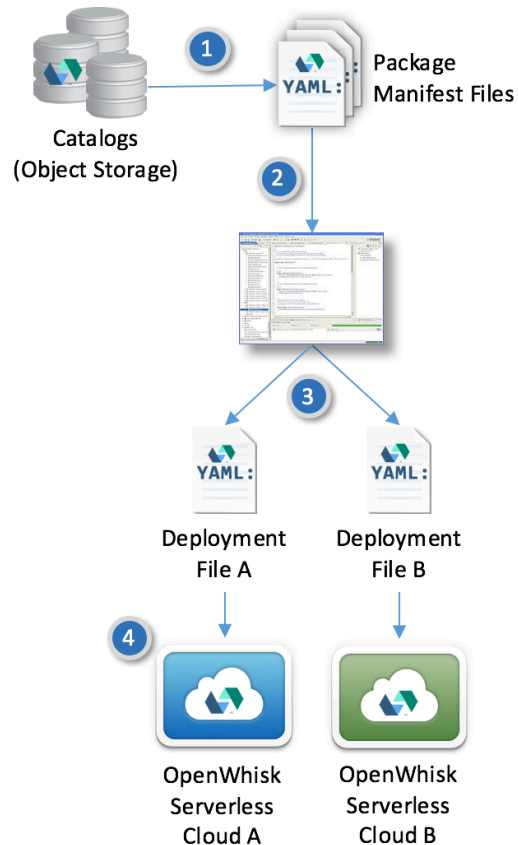 1
YAML:
Package
Manifest Files
Catalogs
(Object Storage)
2
3
YAML:
YAML:
Deployment
File A
Deployment
File B
4
OpenWhisk
Serverless
Cloud A
OpenWhisk
Serverless
Cloud B